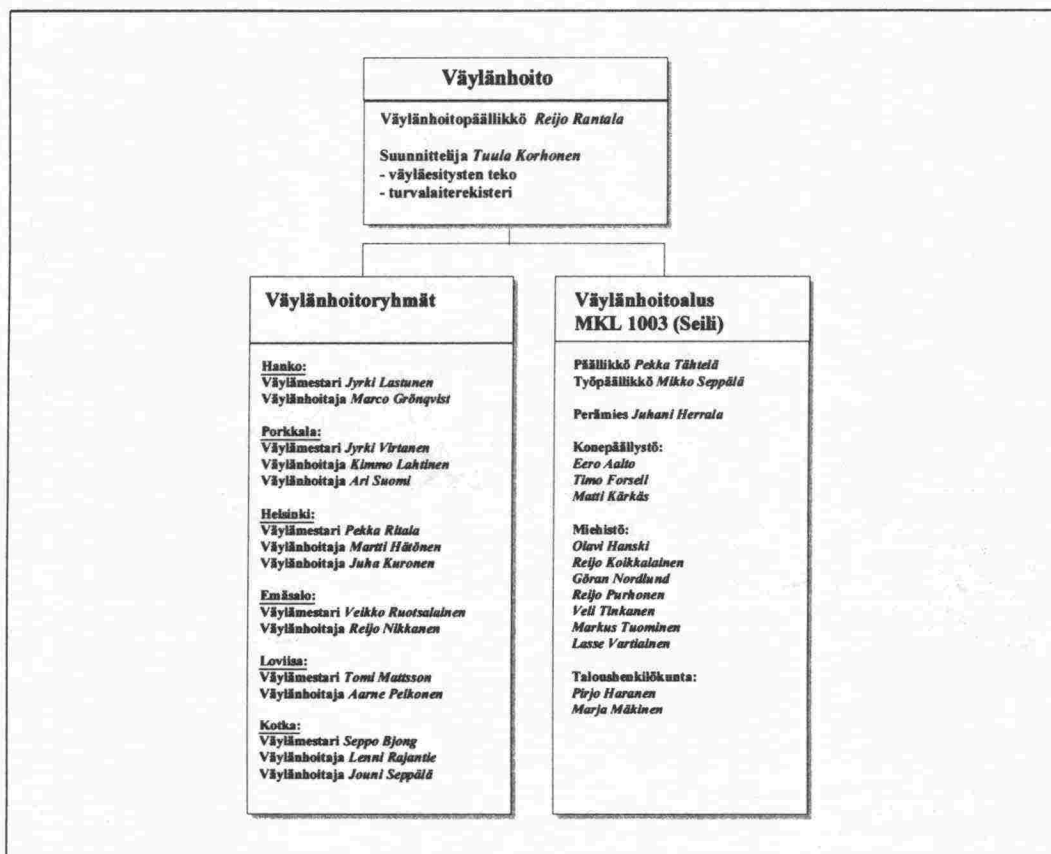 Väylänhoito
Väylänhoitopäällikkö Reijo Rantala
Suunnittelija Tuula Korhonen
- väyläesitysten teko
- turvalaiterekisteri
Väylänhoitoryhmät
Hanko:
Väylämestari Jyrki Lastunen
Väylänhoitaja Marco Grönqvist
Porkkala:
Väylämestari Jyrki Virtanen
Väylänhoitaja Kimmo Lahtinen
Väylänhoitaja Ari Suomi
Helsinki:
Väylämestari Pekka Ritala
Väylänhoitaja Martti Hätönen
Väylänhoitaja Juha Kuronen
Emäsalo:
Väylämestari Veikko Ruotsalainen
Väylänhoitaja Reijo Nikkanen
Loviisa:
Väylämestari Tomi Mattsson
Väylänhoitaja Aarne Pelkonen
Kotka:
Väylämestari Seppo Bjong
Väylänhoitaja Lenni Rajantie
Väylänhoitaja Jouni Seppälä
Väylänhoitoalus
MKL 1003 (Seili)
Päällikkö Pekka Tähtelä
Työpäällikkö Mikko Seppälä
Perämies Juhani Herrala
Konepäällystö:
Eero Aalto
Timo Forsell
Matti Kärkäs
Miehistö:
Olavi Hanski
Reijo Koikkalainen
Göran Nordlund
Reijo Purhonen
Veli Tinkanen
Markus Tuominen
Lasse Vartiainen
Taloushenkilökunta:
Pirjo Haranen
Marja Mäkinen